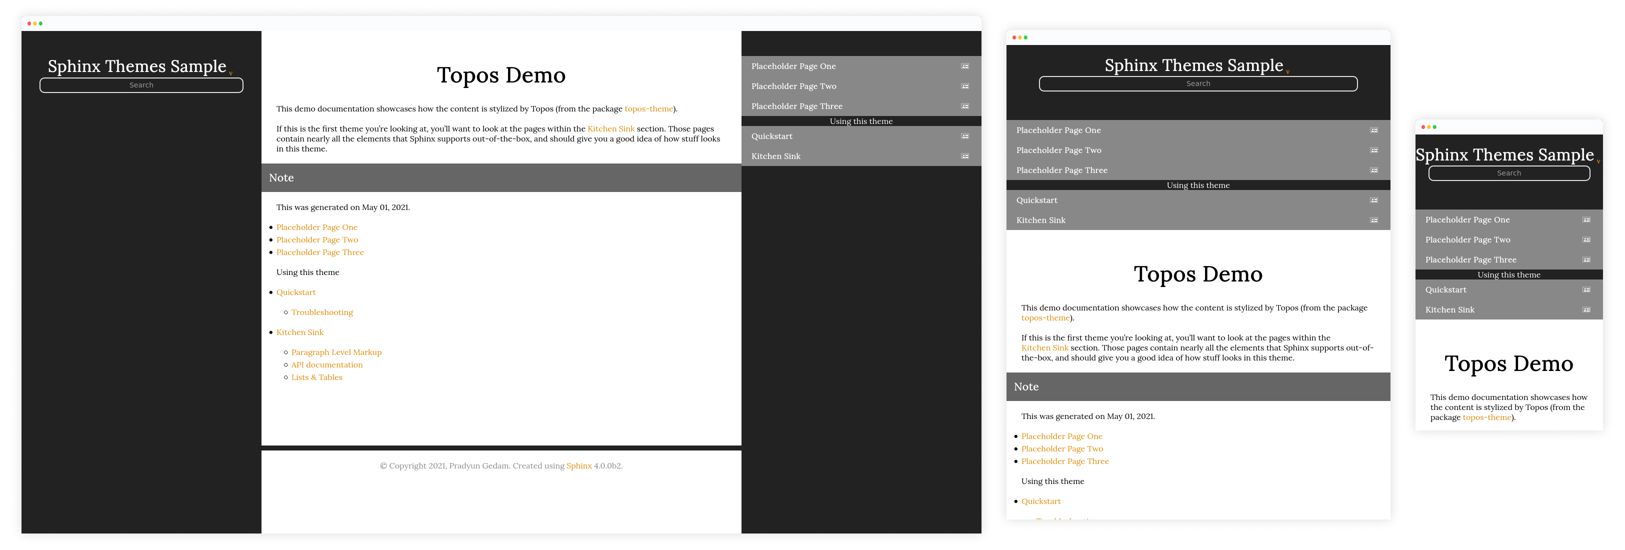 Sphinx Themes Sample v
Search
Topos Demo
This demo documentation showcases how the content is stylized by Topos (from the package topos-theme).
If this is the first theme you're looking at, you'll want to look at the pages within the Kitchen Sink section. Those pages
contain nearly all the elements that Sphinx supports out-of-the-box, and should give you a good idea of how stuff looks
in this theme.
Note
This was generated on May 01, 2021.
Placeholder Page One
Placeholder Page Two
Placeholder Page Three
Using this theme
Quickstart
Troubleshooting
Kitchen Sink
Paragraph Level Markup
API documentation
Lists & Tables
© Copyright 2021, Pradyun Gedam. Created using Sphinx 4.0.0b2.
Placeholder Page One
Placeholder Page Two
Placeholder Page Three
Using this theme
Quickstart
Kitchen Sink
Sphinx Themes Sample v
Search
Placeholder Page One
Placeholder Page Two
Placeholder Page Three
Using this theme
Quickstart
Kitchen Sink
Topos Demo
This demo documentation showcases how the content is stylized by Topos (from the package
topos-theme).
If this is the first theme you're looking at, you'll want to look at the pages within the
Kitchen Sink section. Those pages contain nearly all the elements that Sphinx supports out-of-
the-box, and should give you a good idea of how stuff looks in this theme.
Note
This was generated on May 01, 2021.
Placeholder Page One
Placeholder Page Two
Placeholder Page Three
Using this theme
Quickstart
Sphinx Themes Sample v
Search
Placeholder Page One
Placeholder Page Two
Placeholder Page Three
Using this theme
Quickstart
Kitchen Sink
Topos Demo
This demo documentation showcases how
the content is stylized by Topos (from the
package topos-theme).